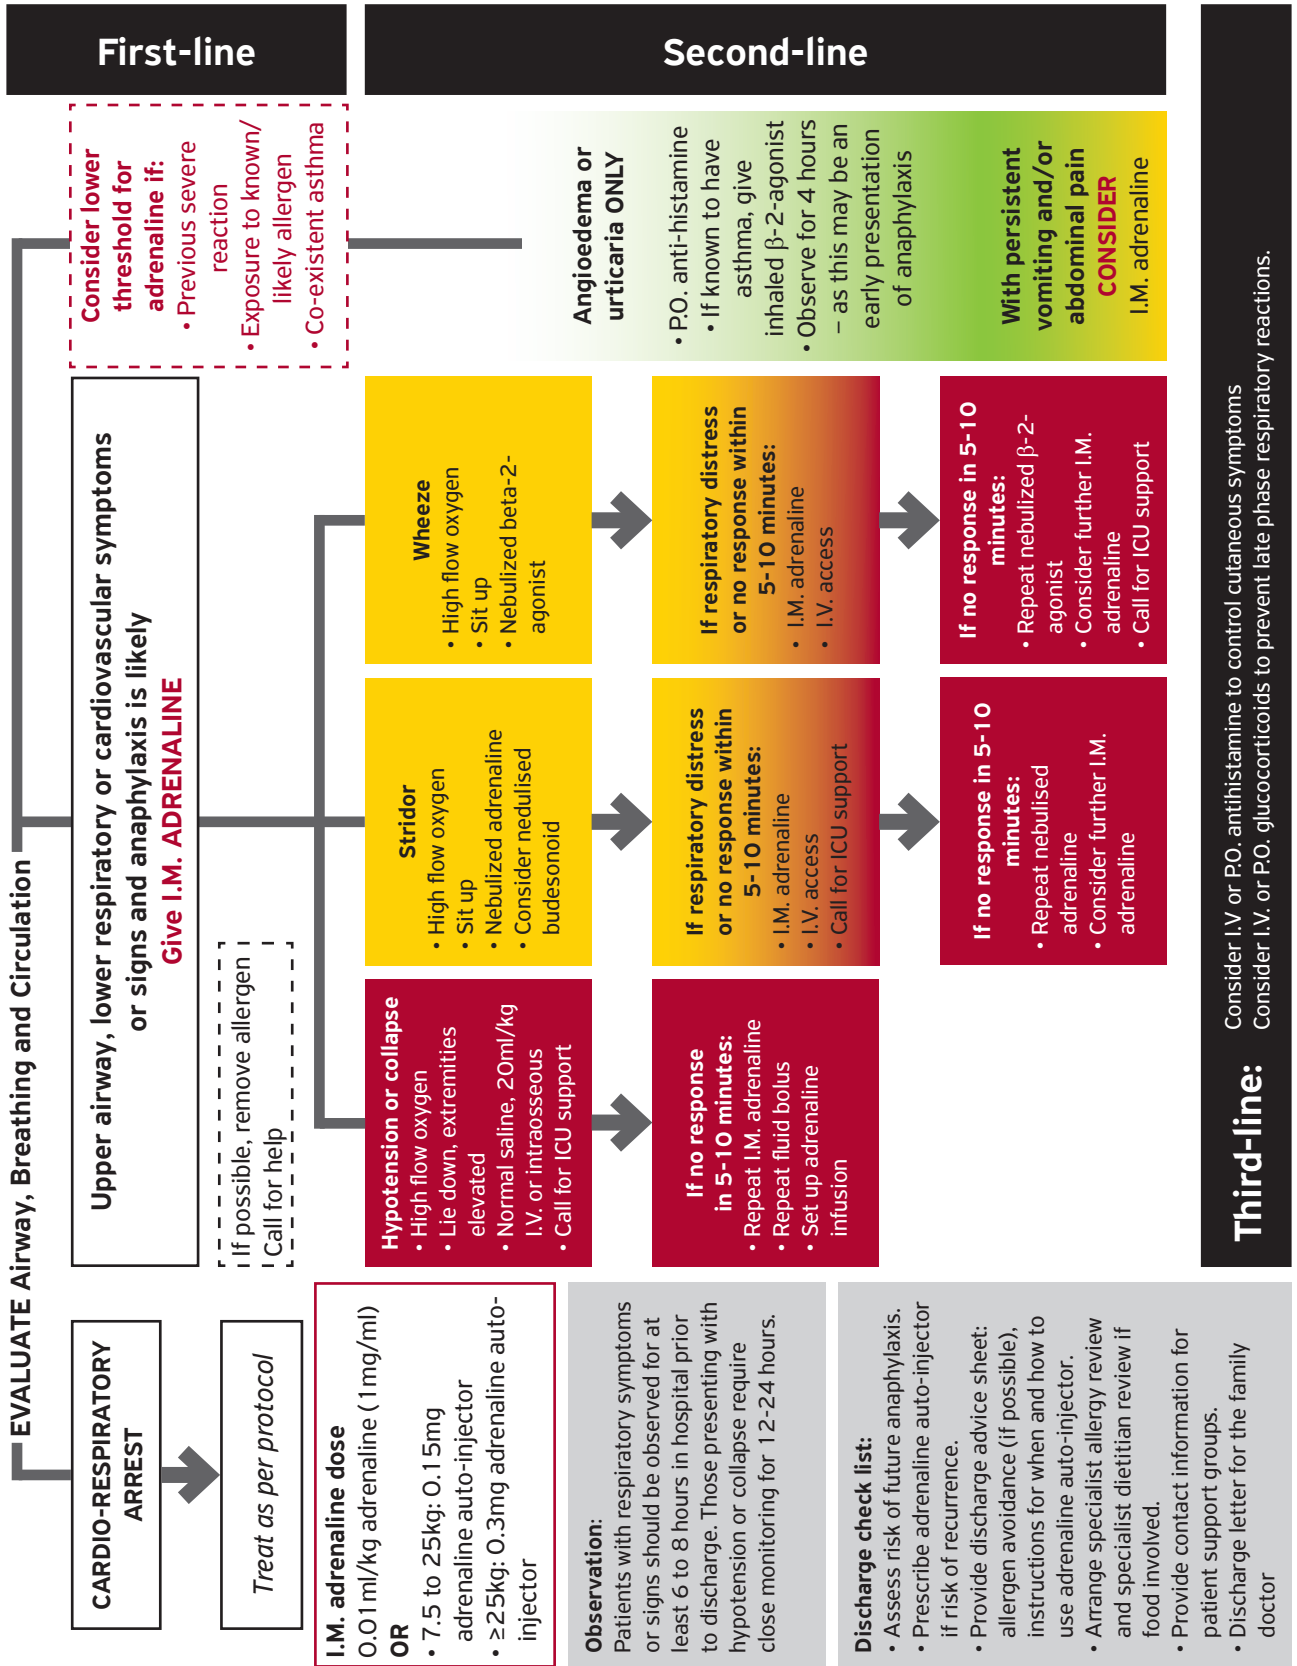 EVALUATE Airway, Breathing and Circulation
CARDIO-RESPIRATORY
ARREST
Treat as per protocol
I.M. adrenaline dose
0.01ml/kg adrenaline (1mg/ml)
OR
• 7.5 to 25kg: 0.15mg
adrenaline auto-injector
• ≥25kg: 0.3mg adrenaline auto-
injector
Observation:
Patients with respiratory symptoms
or signs should be observed for at
least 6 to 8 hours in hospital prior
to discharge. Those presenting with
hypotension or collapse require
close monitoring for 12-24 hours.
Discharge check list:
• Assess risk of future anaphylaxis.
• Prescribe adrenaline auto-injector
if risk of recurrence.
• Provide discharge advice sheet:
allergen avoidance (if possible),
instructions for when and how to
use adrenaline auto-injector.
• Arrange specialist allergy review
and specialist dietitian review if
food involved.
• Provide contact information for
patient support groups.
• Discharge letter for the family
doctor
Upper airway, lower respiratory or cardiovascular symptoms
or signs and anaphylaxis is likely
Give I.M. ADRENALINE
• If possible, remove allergen
• Call for help
Consider lower
threshold for
adrenaline if:
• Previous severe
reaction
• Exposure to known/
likely allergen
• Co-existent asthma
First-line
Hypotension or collapse
• High flow oxygen
• Lie down, extremities
elevated
• Normal saline, 20ml/kg
I.V. or intraosseous
• Call for ICU support
If no response
in 5-10 minutes:
• Repeat I.M. adrenaline
• Repeat fluid bolus
• Set up adrenaline
infusion
Stridor
• High flow oxygen
• Sit up
• Nebulized adrenaline
• Consider nedulised
budesonoid
If respiratory distress
or no response within
5-10 minutes:
• I.M. adrenaline
• I.V. access
• Call for ICU support
If no response in 5-10
minutes:
• Repeat nebulised
adrenaline
• Consider further I.M.
adrenaline
Wheeze
• High flow oxygen
• Sit up
• Nebulized beta-2-
agonist
If respiratory distress
or no response within
5-10 minutes:
• I.M. adrenaline
• I.V. access
If no response in 5-10
minutes:
• Repeat nebulized β-2-
agonist
• Consider further I.M.
adrenaline
• Call for ICU support
Angioedema or
urticaria ONLY
• P.O. anti-histamine
• If known to have
asthma, give
inhaled β-2-agonist
• Observe for 4 hours
– as this may be an
early presentation
of anaphylaxis
With persistent
vomiting and/or
abdominal pain
CONSIDER
I.M. adrenaline
Second-line
Third-line:
Consider I.V or P.O. antihistamine to control cutaneous symptoms
Consider I.V. or P.O. glucocorticoids to prevent late phase respiratory reactions.